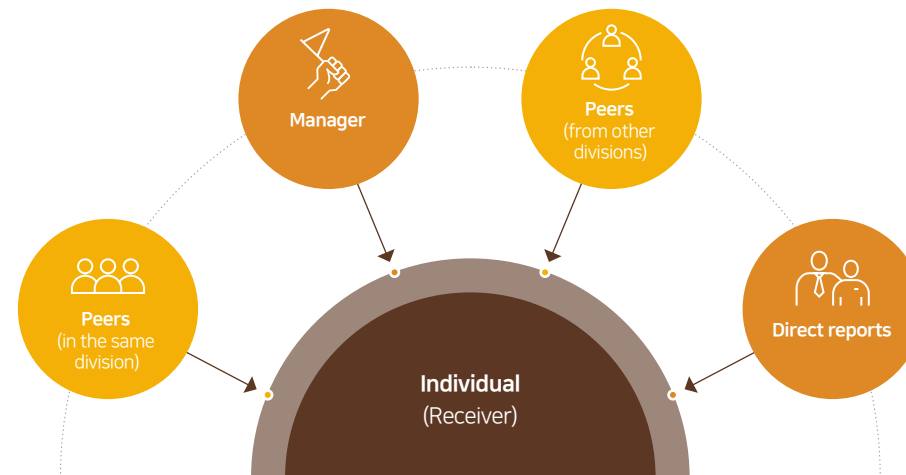 Manager
Peers
(from other
divisions)
Peers
(in the same
division)
Direct reports
Individual
(Receiver)